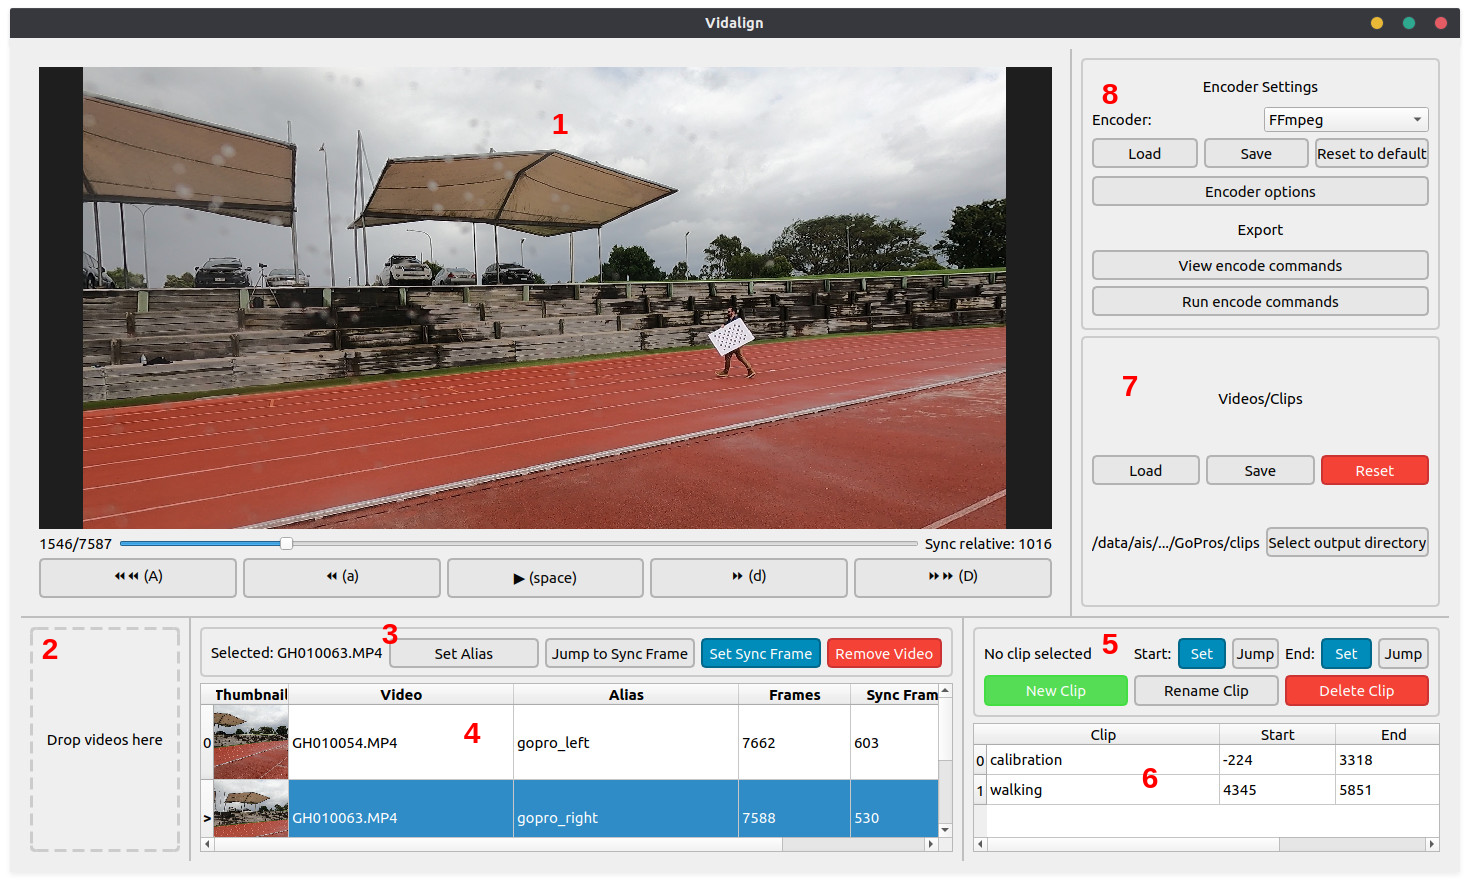 Vidalign
1
1546/7587
Sync relative: 1016
(A)
(a)
(space)
(d)
(D)
8
Encoder Settings
Encoder:
FFmpeg
Load
Save
Reset to default
Encoder options
Export
View encode commands
Run encode commands
7
Videos/Clips
Load
Save
Reset
/data/ais/.../GoPros/clips
Select output directory
2
Drop videos here
3
Selected: GH010063.MP4
Set Alias
Jump to Sync Frame
Set Sync Frame
Remove Video
Thumbnail Video Alias Frames Sync Fram
4
0 GH010054.MP4 gopro_left 7662 603
> GH010063.MP4 gopro_right 7588 530
5
No clip selected
Start: Set Jump End: Set Jump
New Clip
Rename Clip
Delete Clip
Clip Start End
0 calibration -224 3318
6
1 walking 4345 5851